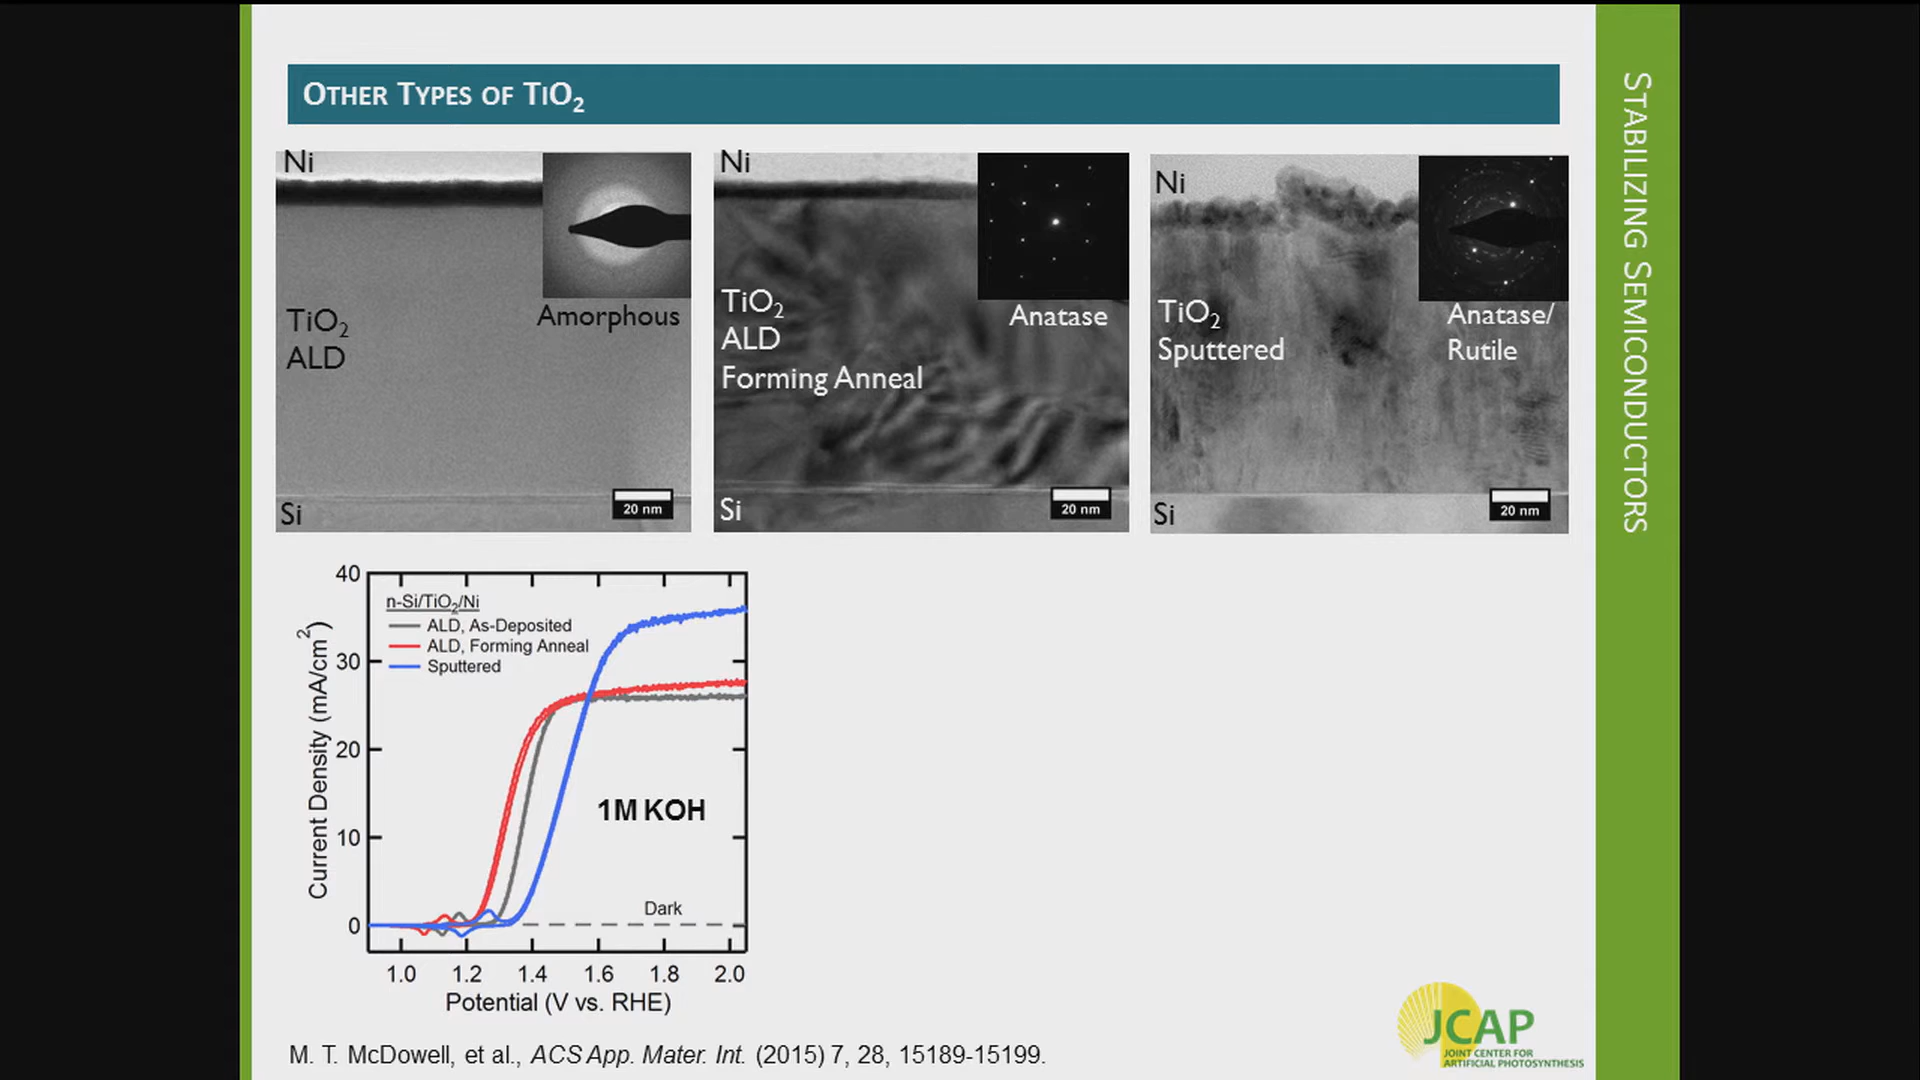 OTHER TYPES OF TIO2
STABILIZING SEMICONDUCTORS
Ni
TiO2
ALD
Amorphous
Si
20 nm
Ni
TiO2
ALD
Forming Anneal
Anatase
Si
20 nm
Ni
TiO2
Sputtered
Anatase/
Rutile
Si
20 nm
40
30
20
10
0
Current Density (mA/cm2)
n-Si/TiO2/Ni
ALD, As-Deposited
ALD, Forming Anneal
Sputtered
1M KOH
Dark
1.0 1.2 1.4 1.6 1.8 2.0
Potential (V vs. RHE)
M. T. McDowell, et al., ACS App. Mater. Int. (2015) 7, 28, 15189-15199.
JCAP
JOINT CENTER FOR
ARTIFICIAL PHOTOSYNTHESIS